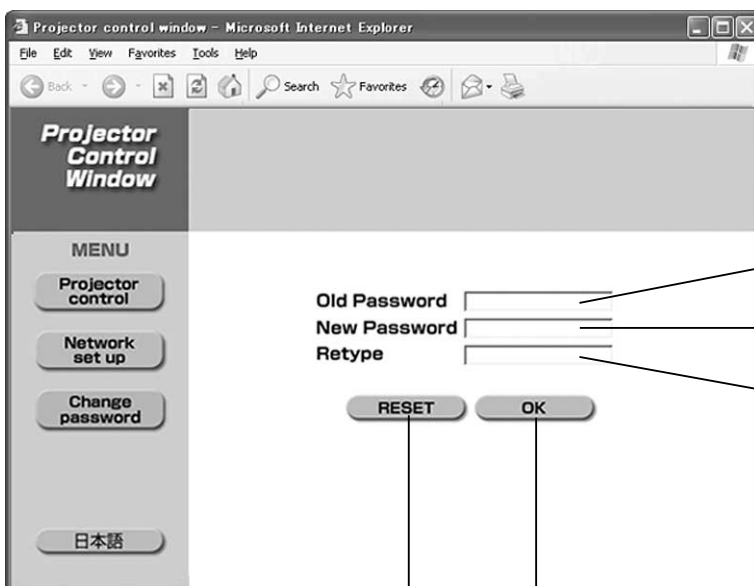 Projector control window - Microsoft Internet Explorer
File Edit View Favorites Tools Help
Back Search Favorites
Projector
Control
Window
MENU
Projector
control
Network
set up
Change
password
日本語
Old Password
New Password
Retype
RESET OK